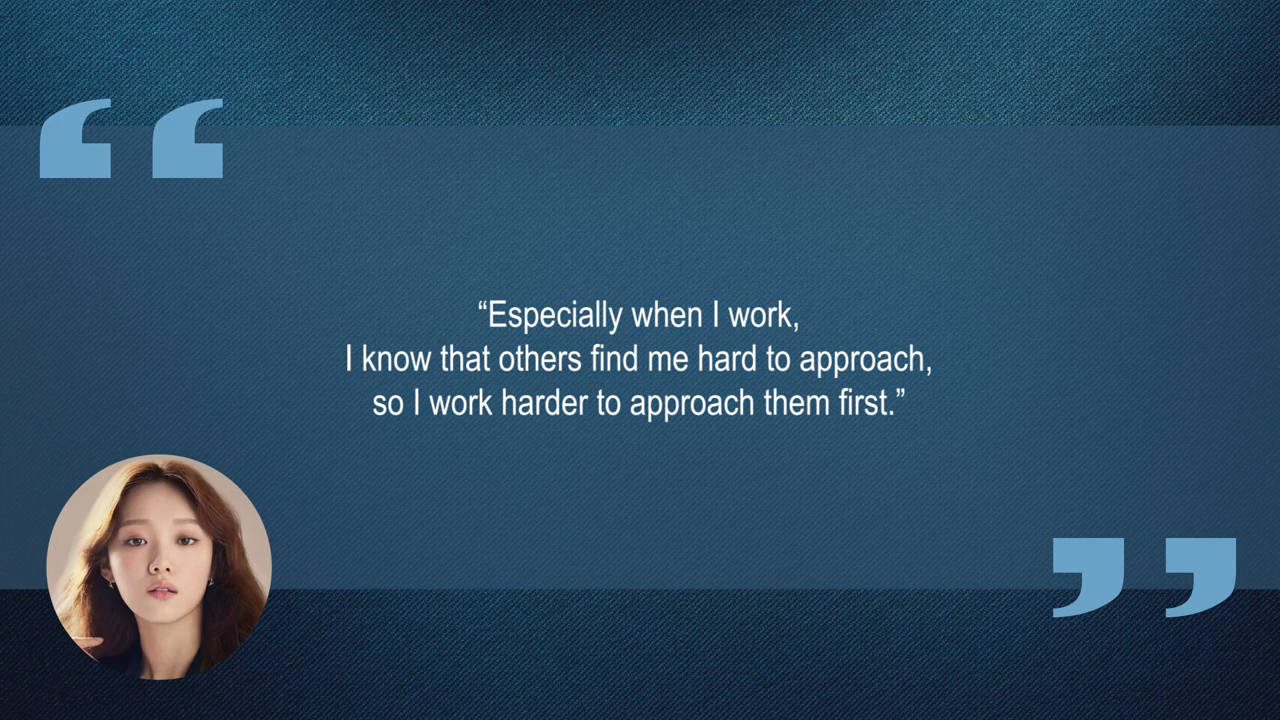 “Especially when I work,
I know that others find me hard to approach,
so I work harder to approach them first.”